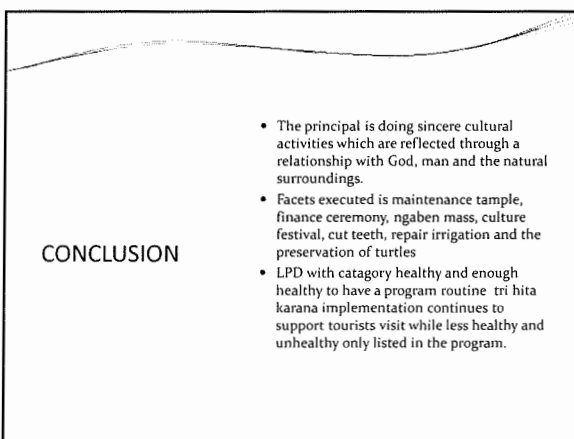 CONCLUSION
• The principal is doing sincere cultural
activities which are reflected through a
relationship with God, man and the natural
surroundings.
• Facets executed is maintenance tample,
finance ceremony, ngaben mass, culture
festival, cut teeth, repair irrigation and the
preservation of turtles
• LPD with catagory healthy and enough
healthy to have a program routine tri hita
karana implementation continues to
support tourists visit while less healthy and
unhealthy only listed in the program.